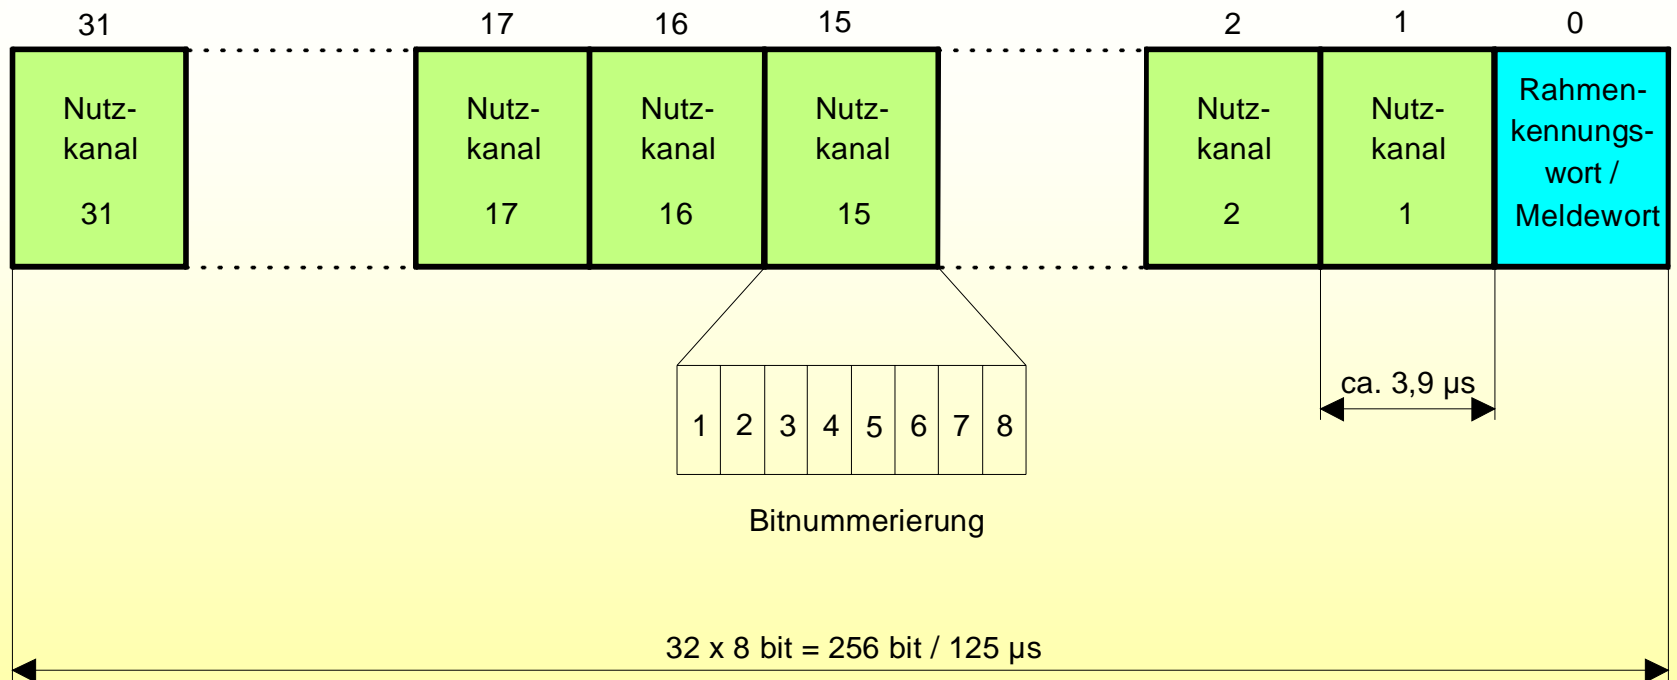 31 17 16 15 2 1 0
Nutz-
kanal
31
Nutz-
kanal
17
Nutz-
kanal
16
Nutz-
kanal
15
Nutz-
kanal
2
Nutz-
kanal
1
Rahmen-
kennungs-
wort /
Meldewort
1 2 3 4 5 6 7 8
Bitnummerierung
ca. 3,9 µs
32 x 8 bit = 256 bit / 125 µs